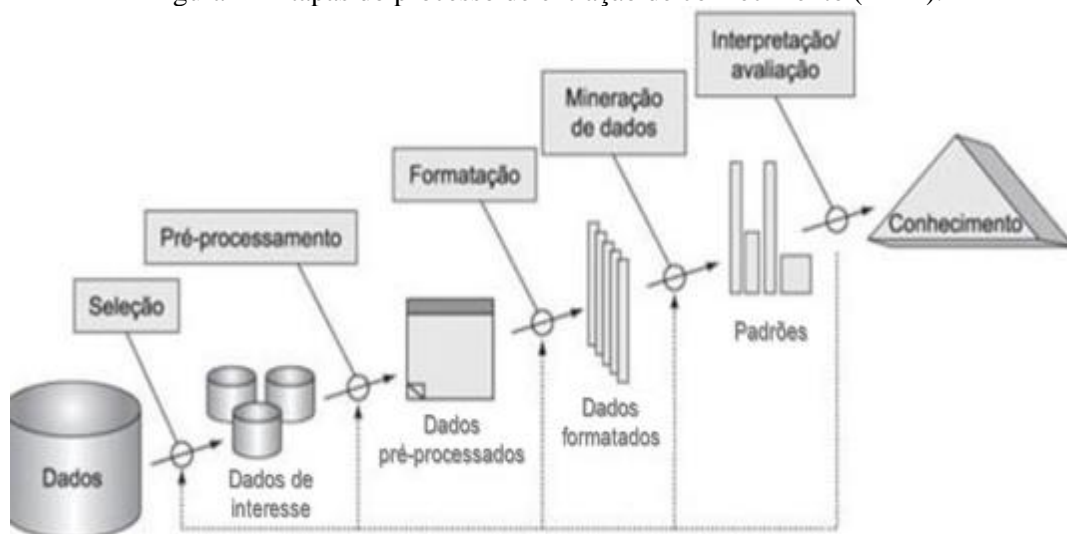 Interpretação/
avaliação
Mineração
de dados
Formatação
Pré-processamento
Seleção
Conhecimento
Padrões
Dados
formatados
Dados
pré-processados
Dados de
interesse
Dados